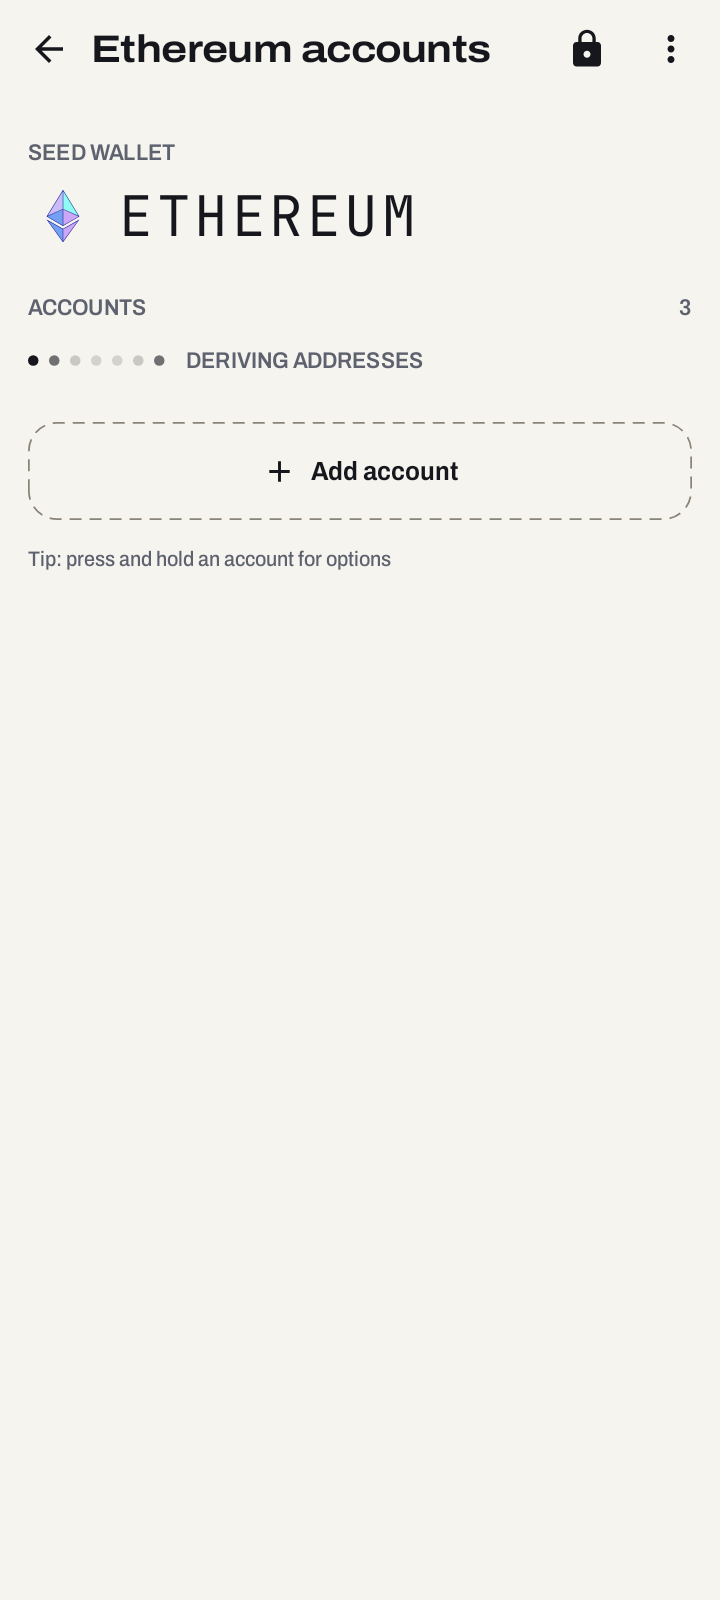 Ethereum accounts
SEED WALLET
ETHEREUM
ACCOUNTS 3
DERIVING ADDRESSES
Add account
Tip: press and hold an account for options